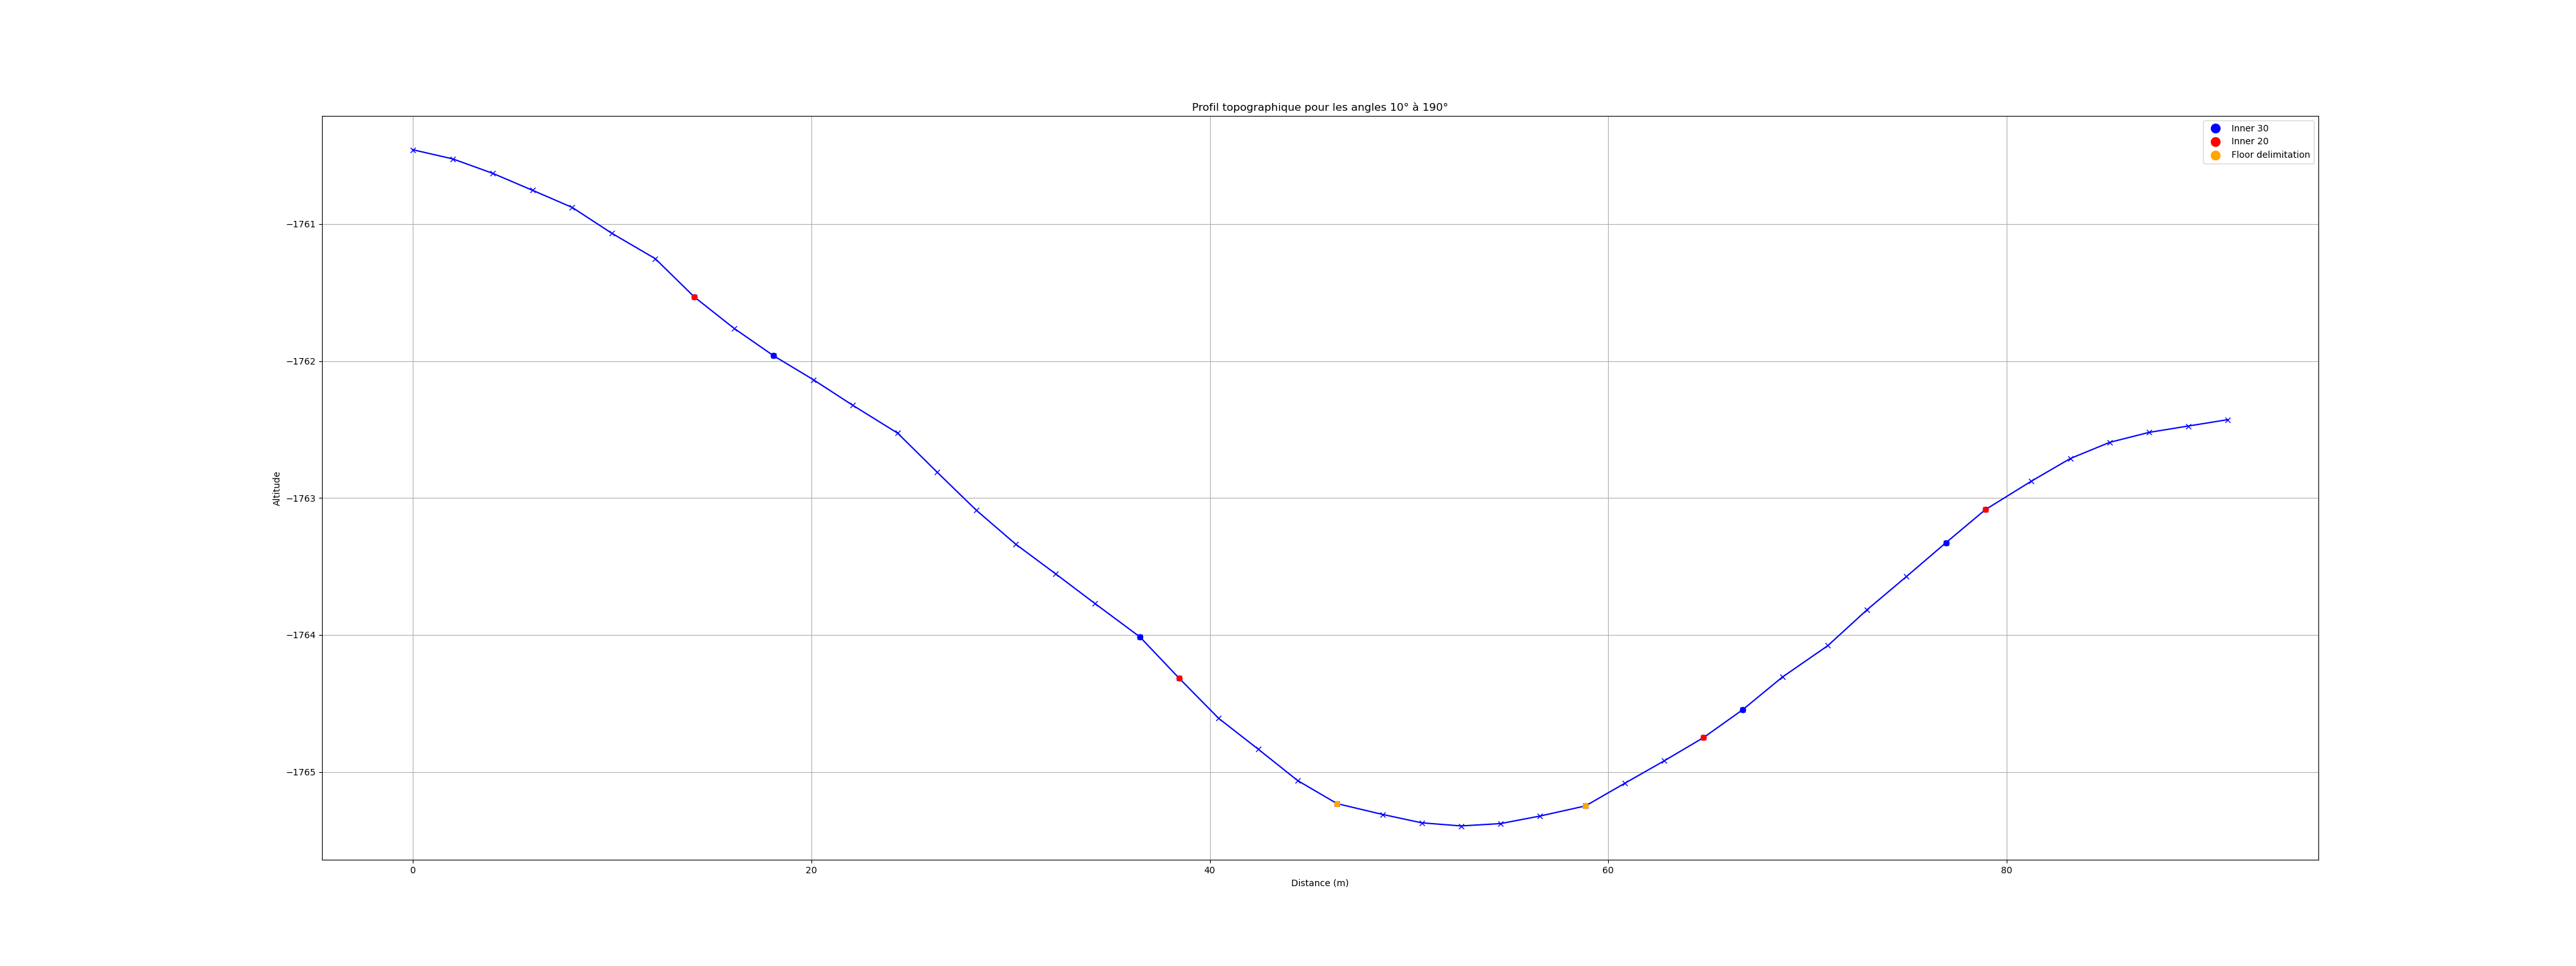 Profil topographique pour les angles 10° à 190°
Inner 30
Inner 20
Floor delimitation
−1761
−1762
−1763
−1764
−1765
Altitude
0 20 40 60 80
Distance (m)